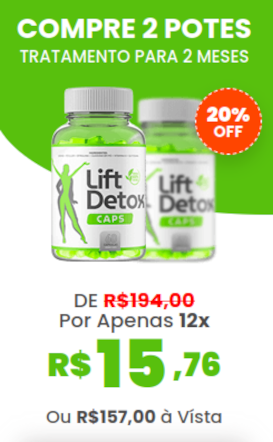 COMPRE 2 POTES
TRATAMENTO PARA 2 MESES
20%
OFF
Lift
Detox
CAPS
Lift
Detox
CAPS
DE R$194,00
Por Apenas 12x
R$15,76
Ou R$157,00 à Vísta